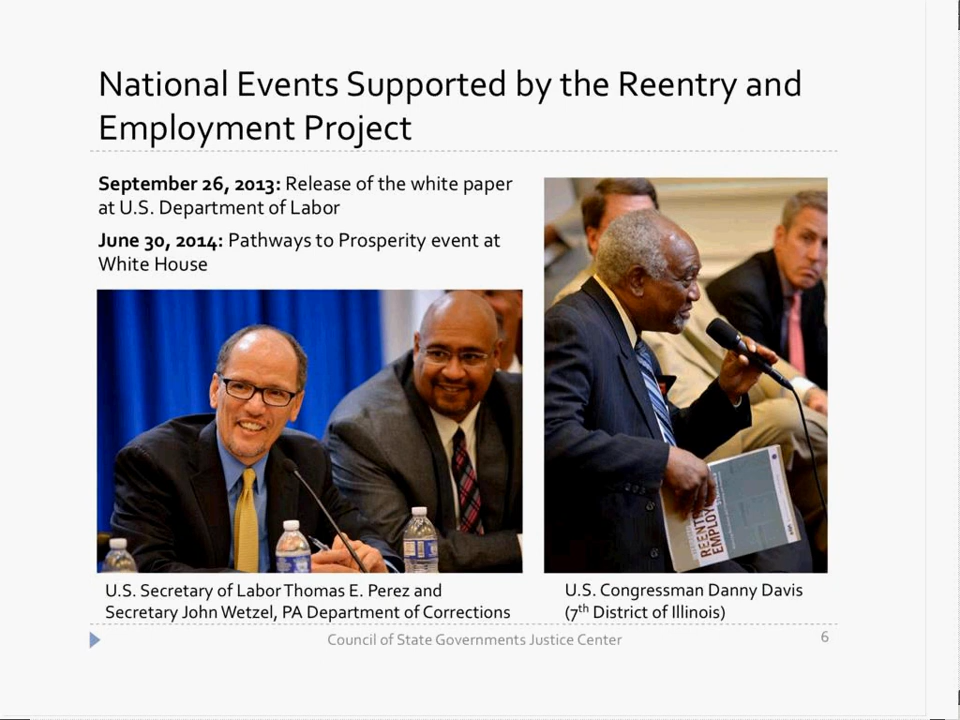 National Events Supported by the Reentry and
Employment Project
September 26, 2013: Release of the white paper
at U.S. Department of Labor
June 30, 2014: Pathways to Prosperity event at
White House
REENT
EMPLOY
U.S. Secretary of Labor Thomas E. Perez and
Secretary John Wetzel, PA Department of Corrections
U.S. Congressman Danny Davis
(7th District of Illinois)
Council of State Governments Justice Center
6